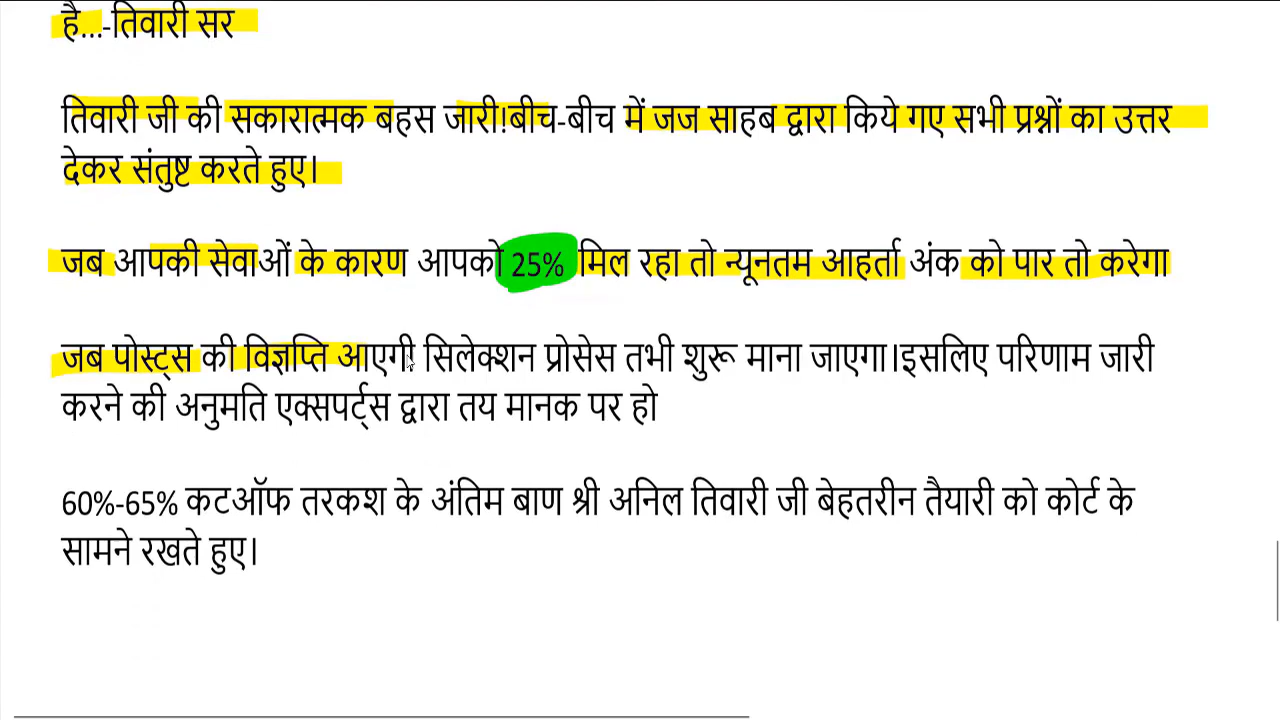 है...-तिवारी सर
तिवारी जी की सकारात्मक बहस जारी!बीच-बीच में जज साहब द्वारा किये गए सभी प्रश्नों का उत्तर
देकर संतुष्ट करते हुए।
जब आपकी सेवाओं के कारण आपको 25% मिल रहा तो न्यूनतम आहर्ता अंक को पार तो करेगा
जब पोस्ट्स की विज्ञप्ति आएगी सिलेक्शन प्रोसेस तभी शुरू माना जाएगा।इसलिए परिणाम जारी
करने की अनुमति एक्सपर्ट्स द्वारा तय मानक पर हो
60%-65% कटऑफ तरकश के अंतिम बाण श्री अनिल तिवारी जी बेहतरीन तैयारी को कोर्ट के
सामने रखते हुए।